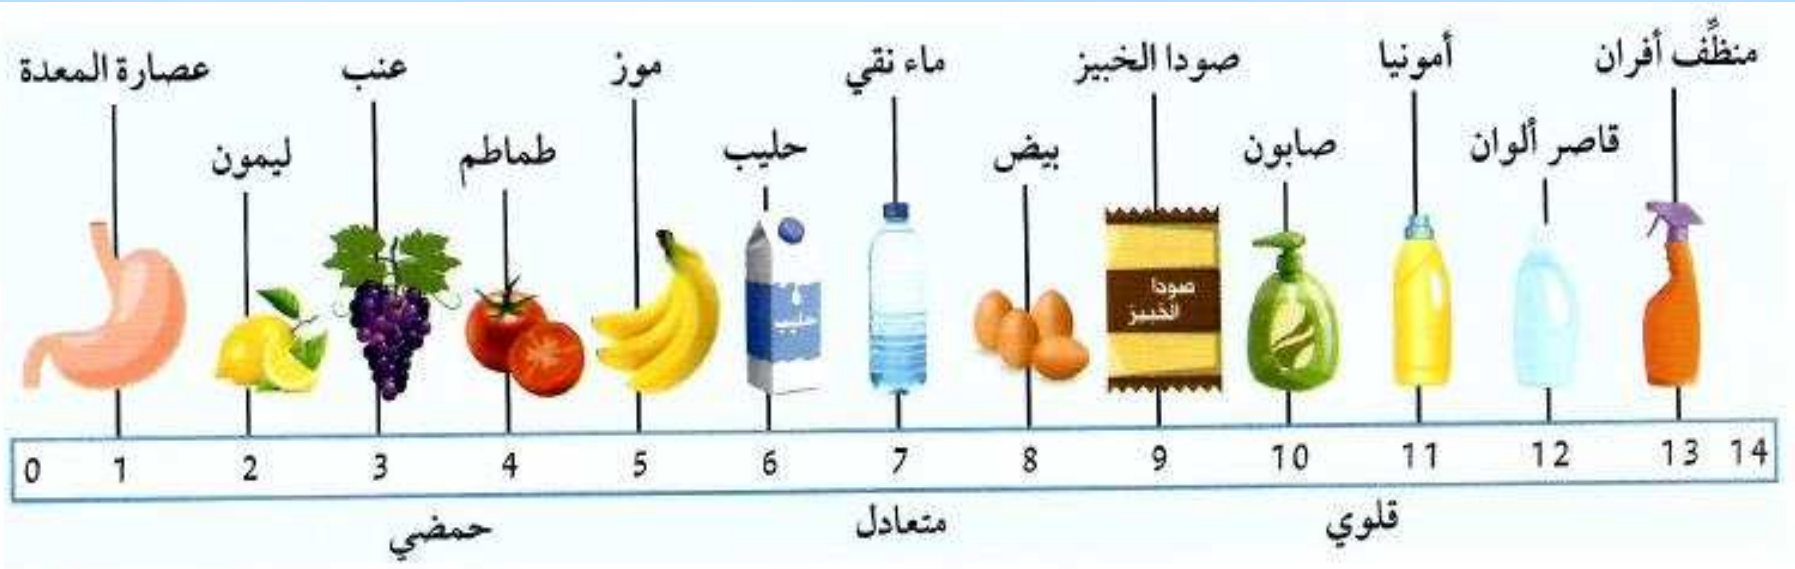 منظِّف أفران
أمونيا
صودا الخبيز
ماء نقي
موز
عنب
عصارة المعدة
قاصر ألوان
صابون
بيض
حليب
طماطم
ليمون
صودا
الخبيز
حليب
0 1 2 3 4 5 6 7 8 9 10 11 12 13 14
قلوي
متعادل
حمضي